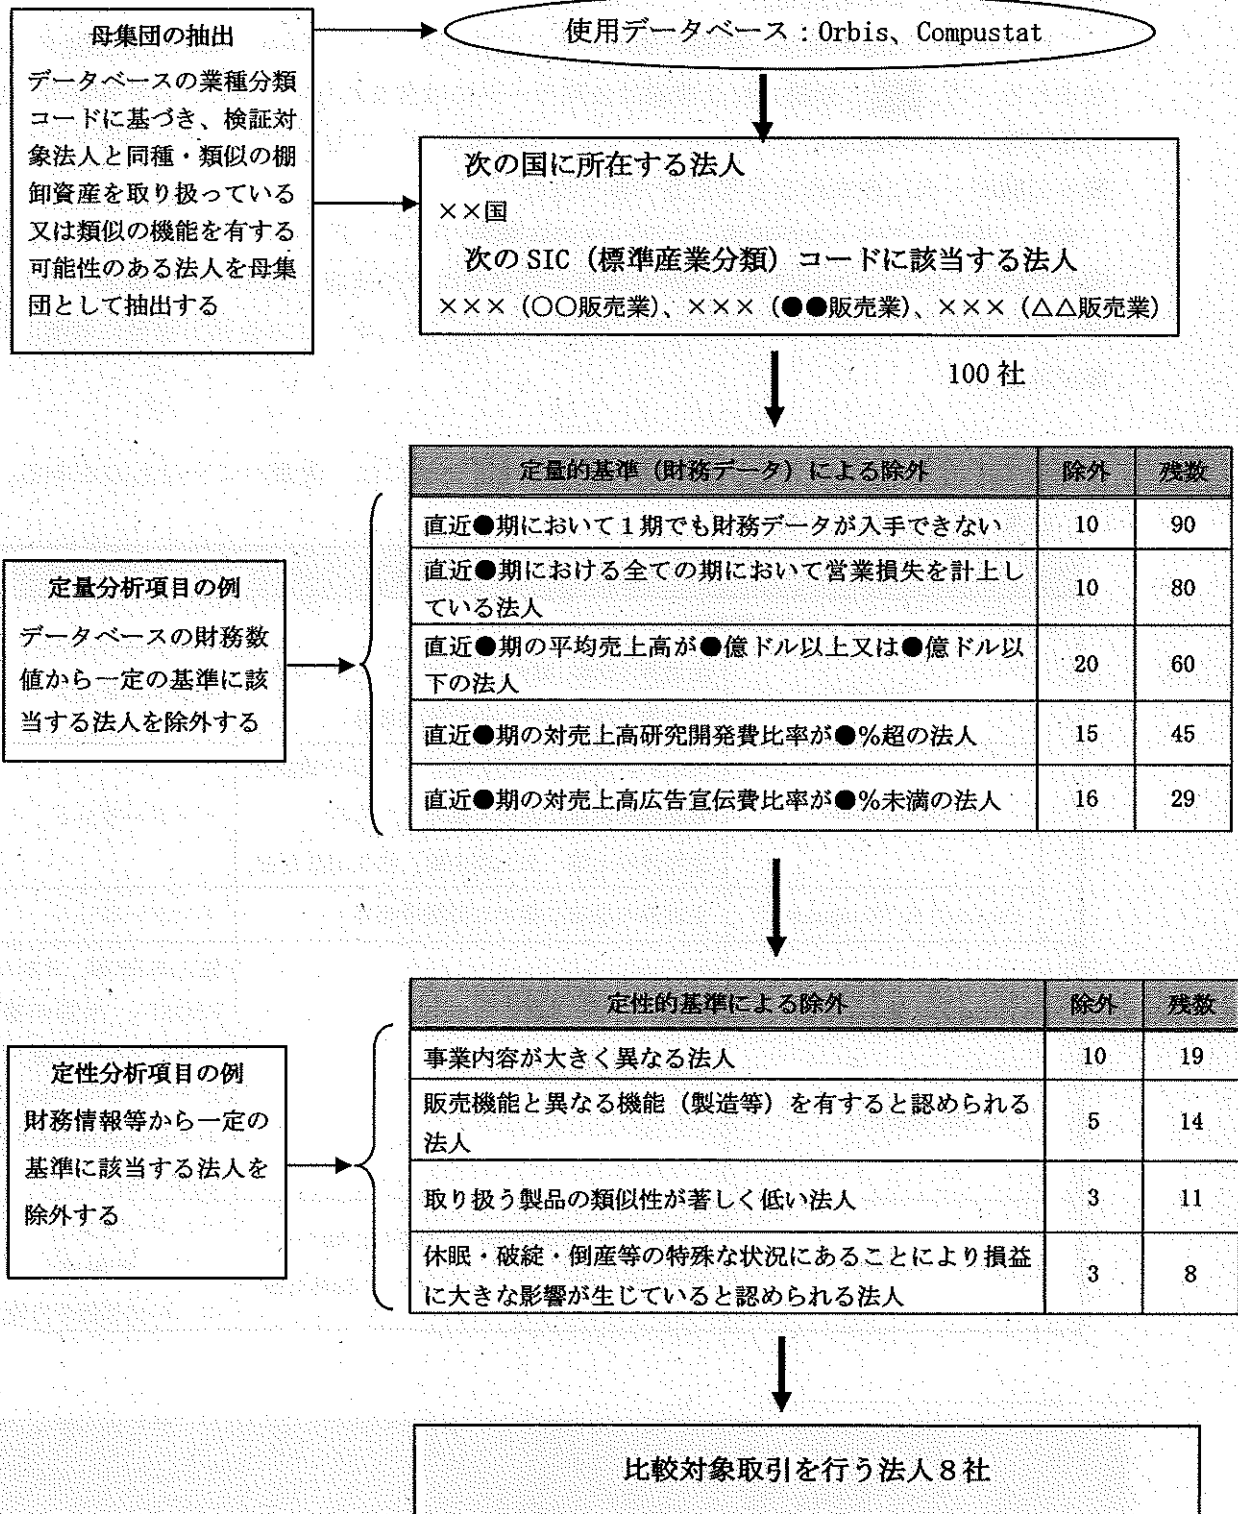 母集団の抽出
データベースの業種分類
コードに基づき、検証対
象法人と同種・類似の棚
卸資産を取り扱っている
又は類似の機能を有する
可能性のある法人を母集
団として抽出する
使用データベース：Orbis、Compustat
次の国に所在する法人
××国
次の SIC（標準産業分類）コードに該当する法人
×××（〇〇販売業）、×××（●●販売業）、×××（△△販売業）
100 社
定量分析項目の例
データベースの財務数
値から一定の基準に該
当する法人を除外する
定量的基準（財務データ）による除外 除外 残数
直近●期において１期でも財務データが入手できない 10 90
直近●期における全ての期において営業損失を計上し
ている法人 10 80
直近●期の平均売上高が●億ドル以上又は●億ドル以
下の法人 20 60
直近●期の対売上高研究開発費比率が●％超の法人 15 45
直近●期の対売上高広告宣伝費比率が●％未満の法人 16 29
定性分析項目の例
財務情報等から一定の
基準に該当する法人を
除外する
定性的基準による除外 除外 残数
事業内容が大きく異なる法人 10 19
販売機能と異なる機能（製造等）を有すると認められる
法人 5 14
取り扱う製品の類似性が著しく低い法人 3 11
休眠・破綻・倒産等の特殊な状況にあることにより損益
に大きな影響が生じていると認められる法人 3 8
比較対象取引を行う法人８社